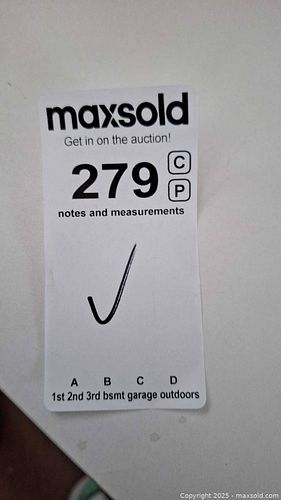 maxsold
Get in on the auction!
279 C
P
notes and measurements
A B C D
1st 2nd 3rd bsmt garage outdoors
Copyright 2025 - maxsold.com